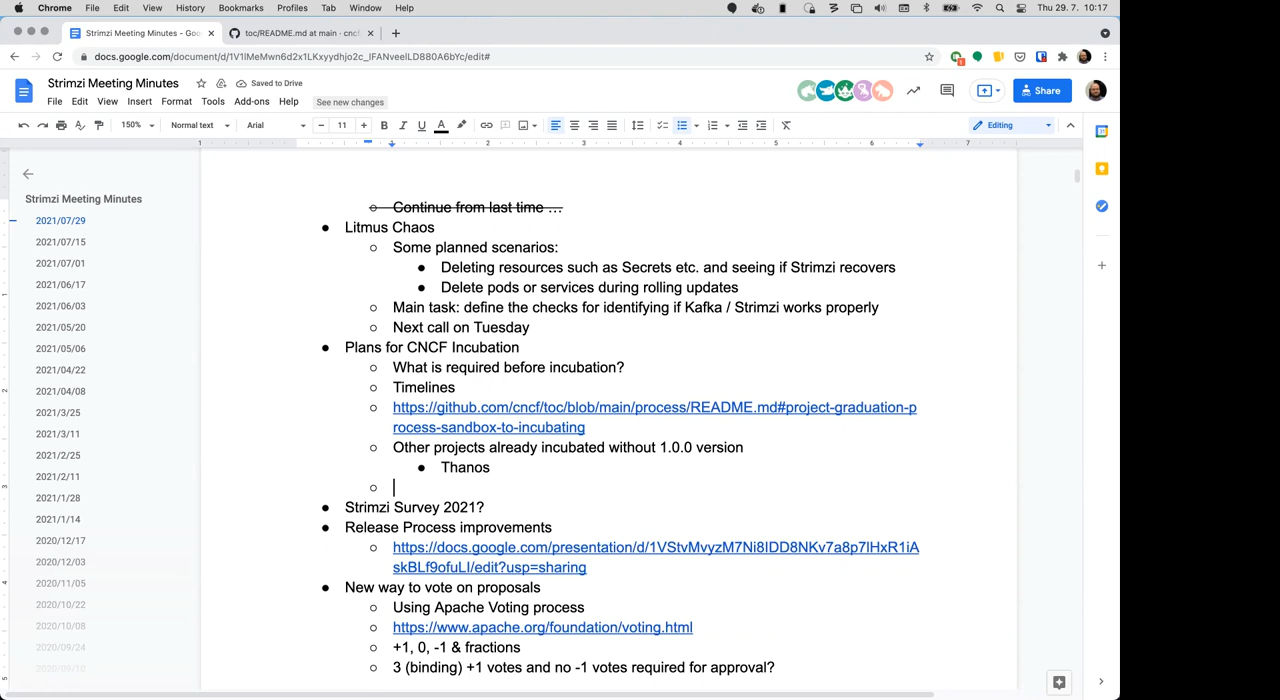 Chrome File Edit View History Bookmarks Profiles Tab Window Help Thu 29. 7. 10:17
Strimzi Meeting Minutes - Goo toc/README.md at main · cncf
docs.google.com/document/d/1V1lMeMwn6d2x1LKxyydhjo2c_IFANveelLD880A6bYc/edit#
Strimzi Meeting Minutes Saved to Drive
File Edit View Insert Format Tools Add-ons Help See new changes
Share
150% Normal text Arial 11 B I U A Editing
1 1 2 3 4 5 6 7
Continue from last time …
Strimzi Meeting Minutes
2021/07/29
2021/07/15
2021/07/01
2021/06/17
2021/06/03
2021/05/20
2021/05/06
2021/04/22
2021/04/08
2021/3/25
2021/3/11
2021/2/25
2021/2/11
2021/1/28
2021/1/14
2020/12/17
2020/12/03
2020/11/05
2020/10/22
2020/10/08
2020/09/24
2020/09/10
● Litmus Chaos
○ Some planned scenarios:
● Deleting resources such as Secrets etc. and seeing if Strimzi recovers
● Delete pods or services during rolling updates
○ Main task: define the checks for identifying if Kafka / Strimzi works properly
○ Next call on Tuesday
● Plans for CNCF Incubation
○ What is required before incubation?
○ Timelines
○ https://github.com/cncf/toc/blob/main/process/README.md#project-graduation-p
rocess-sandbox-to-incubating
○ Other projects already incubated without 1.0.0 version
● Thanos
○
● Strimzi Survey 2021?
● Release Process improvements
○ https://docs.google.com/presentation/d/1VStvMvyzM7Ni8IDD8NKv7a8p7lHxR1iA
skBLf9ofuLI/edit?usp=sharing
● New way to vote on proposals
○ Using Apache Voting process
○ https://www.apache.org/foundation/voting.html
○ +1, 0, -1 & fractions
○ 3 (binding) +1 votes and no -1 votes required for approval?